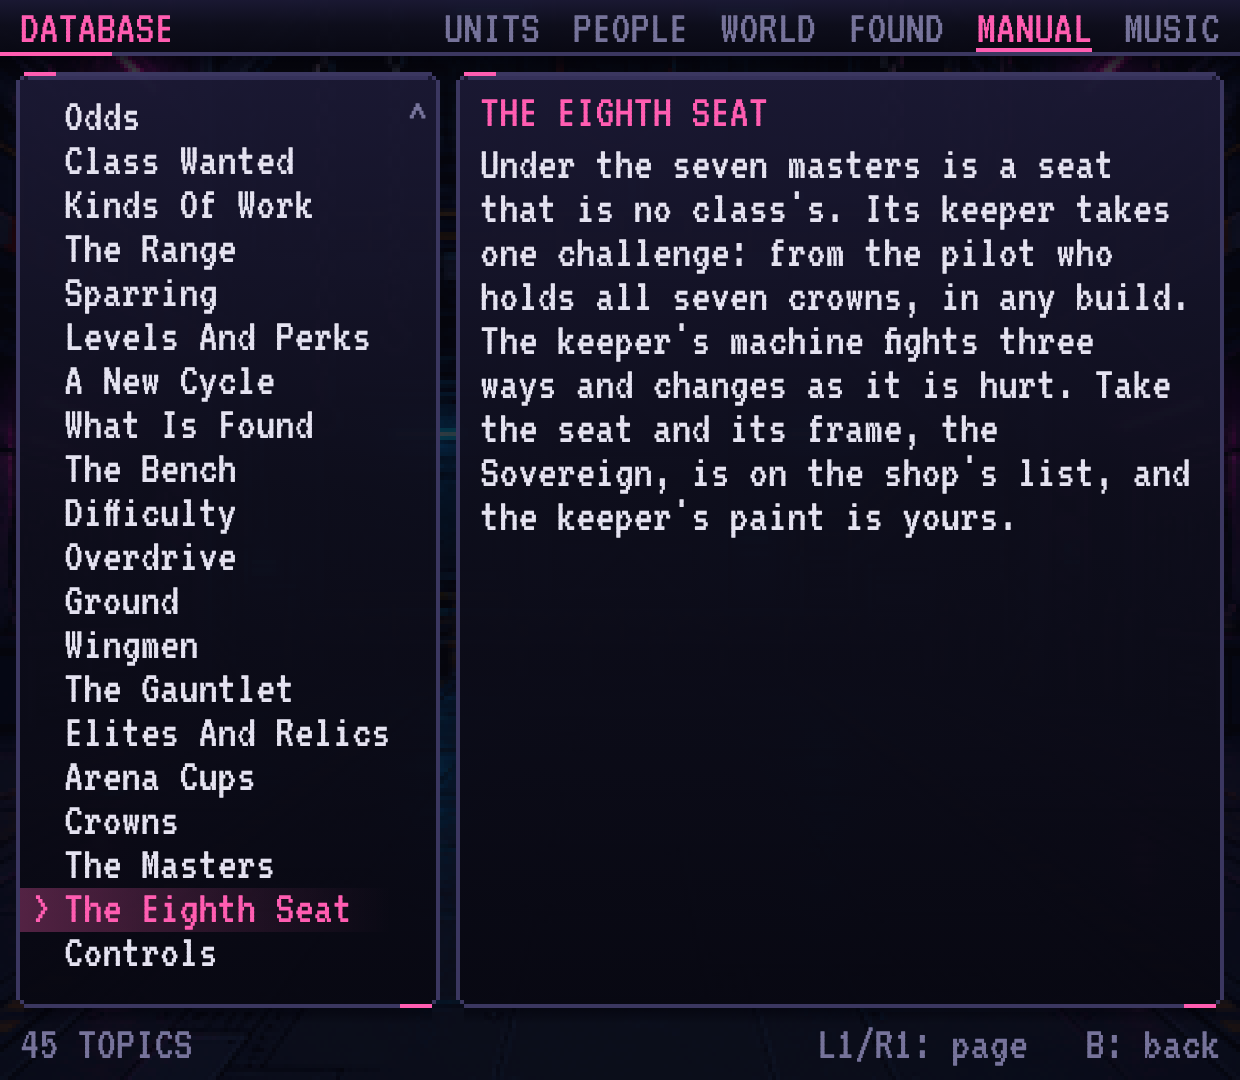 DATABASE UNITS PEOPLE WORLD FOUND MANUAL MUSIC
Odds ^
Class Wanted
Kinds Of Work
The Range
Sparring
Levels And Perks
A New Cycle
What Is Found
The Bench
Difficulty
Overdrive
Ground
Wingmen
The Gauntlet
Elites And Relics
Arena Cups
Crowns
The Masters
> The Eighth Seat
Controls
THE EIGHTH SEAT
Under the seven masters is a seat
that is no class's. Its keeper takes
one challenge: from the pilot who
holds all seven crowns, in any build.
The keeper's machine fights three
ways and changes as it is hurt. Take
the seat and its frame, the
Sovereign, is on the shop's list, and
the keeper's paint is yours.
45 TOPICS L1/R1: page B: back